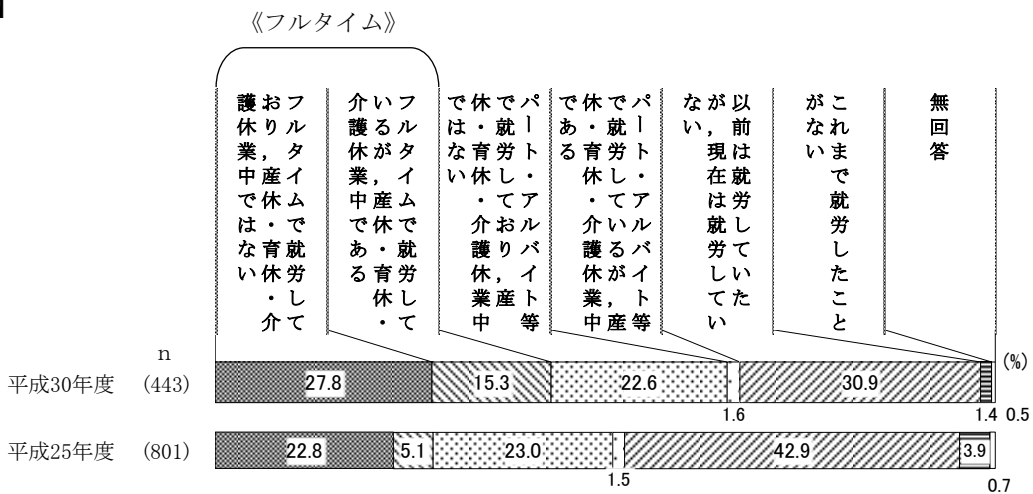 《フルタイム》
フルタイムで就労して
おり，産休・育休・介
護休業中ではない
フルタイムで就労して
いるが，産休・育休・
介護休業中である
パート・アルバイト等
で就労しており，産
休・育休・介護休業中
ではない
パート・アルバイト等
で就労しているが，産
休・育休・介護休業中
である
以前は就労していた
が，現在は就労してい
ない
これまで就労したこと
がない
無回答
n
(%)
平成30年度 (443) 27.8 15.3 22.6 30.9
1.6 1.4 0.5
平成25年度 (801) 22.8 5.1 23.0 42.9 3.9
1.5 0.7